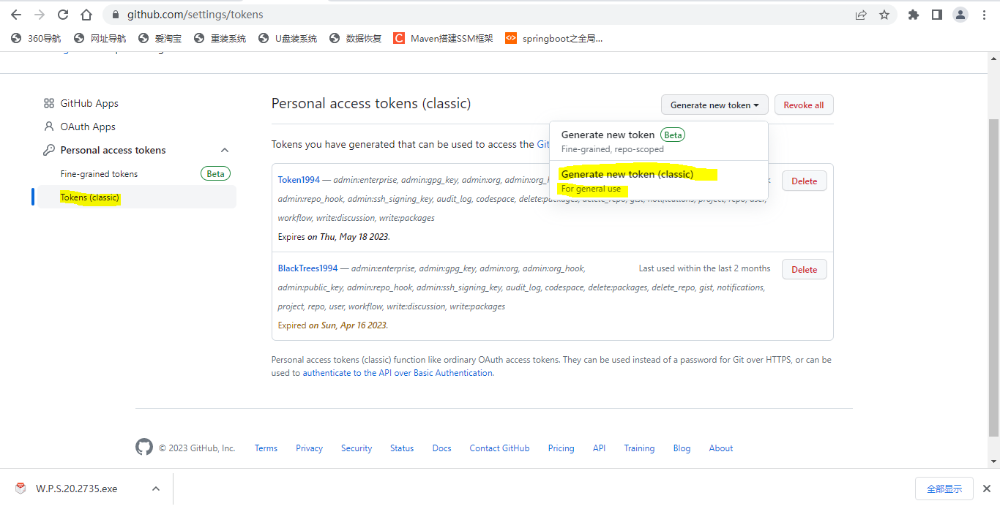 github.com/settings/tokens
360导航 网址导航 爱淘宝 重装系统 U盘装系统 数据恢复 Maven搭建SSM框架 springboot之全局...
GitHub Apps
OAuth Apps
Personal access tokens
Fine-grained tokens Beta
Tokens (classic)
Personal access tokens (classic)
Generate new token
Revoke all
Generate new token Beta
Fine-grained, repo-scoped
Generate new token (classic)
For general use
Tokens you have generated that can be used to access the Git
Token1994 — admin:enterprise, admin:gpg_key, admin:org, admin:org_h
Delete
admin:repo_hook, admin:ssh_signing_key, audit_log, codespace, delete:packages, delete_repo, gist, notifications, project, repo, user,
workflow, write:discussion, write:packages
Expires on Thu, May 18 2023.
BlackTrees1994 — admin:enterprise, admin:gpg_key, admin:org, admin:org_hook, Last used within the last 2 months
Delete
admin:public_key, admin:repo_hook, admin:ssh_signing_key, audit_log, codespace, delete:packages, delete_repo, gist, notifications,
project, repo, user, workflow, write:discussion, write:packages
Expired on Sun, Apr 16 2023.
Personal access tokens (classic) function like ordinary OAuth access tokens. They can be used instead of a password for Git over HTTPS, or can be
used to authenticate to the API over Basic Authentication.
© 2023 GitHub, Inc. Terms Privacy Security Status Docs Contact GitHub Pricing API Training Blog About
W.P.S.20.2735.exe
全部显示